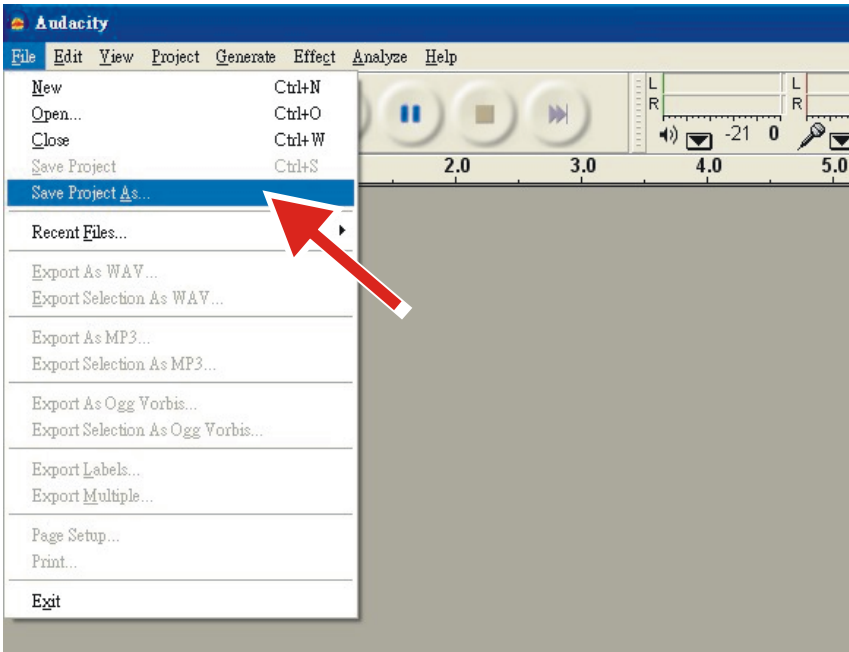 Audacity
File Edit View Project Generate Effect Analyze Help
New Ctrl+N
Open... Ctrl+O
Close Ctrl+W
Save Project Ctrl+S
Save Project As...
Recent Files...
Export As WAV...
Export Selection As WAV...
Export As MP3...
Export Selection As MP3...
Export As Ogg Vorbis...
Export Selection As Ogg Vorbis...
Export Labels...
Export Multiple...
Page Setup...
Print...
Exit
L
R
-21 0
L
R
2.0 3.0 4.0 5.0